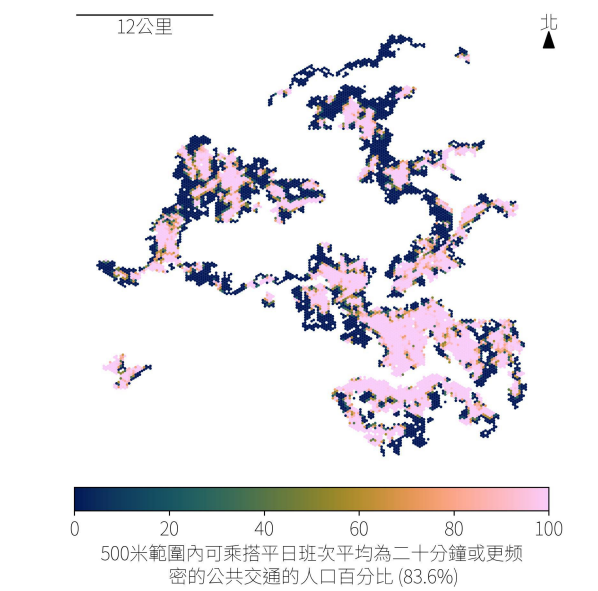 12公里
北
0 20 40 60 80 100
500米範圍內可乘搭平日班次平均為二十分鐘或更頻
密的公共交通的人口百分比 (83.6%)